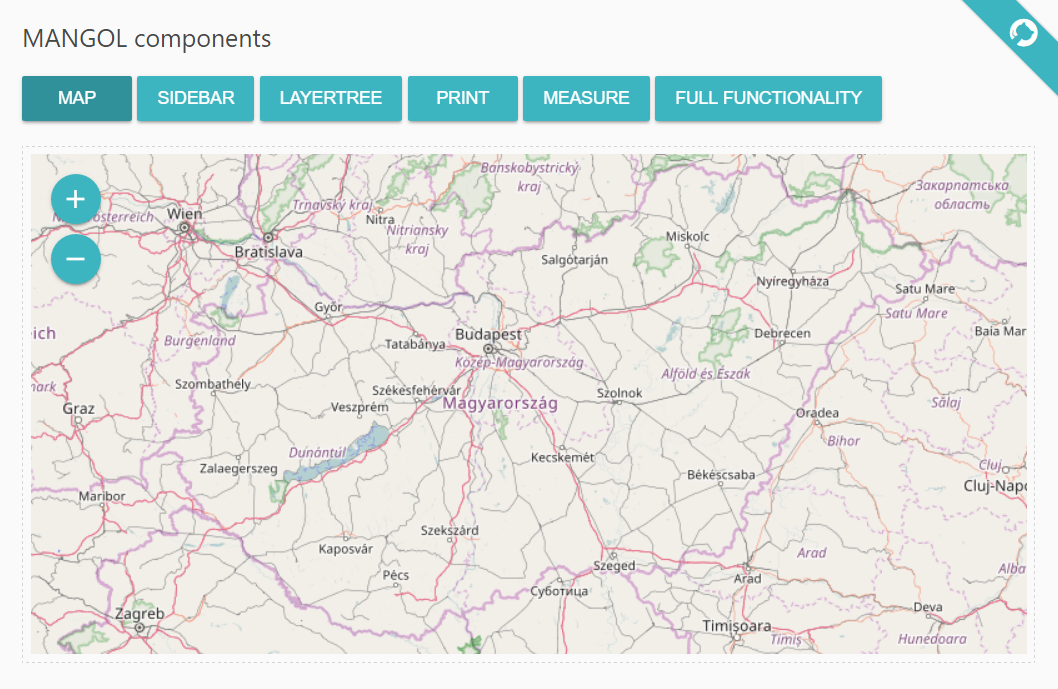 MANGOL components
MAP
SIDEBAR
LAYERTREE
PRINT
MEASURE
FULL FUNCTIONALITY
+
−
Banskobystrický
kraj
Закарпатська
область
Trnavský kraj
Wien
Nitra
Nitriansky
kraj
Miskolc
Bratislava
Salgótarján
Nyíregyháza
Satu Mare
Győr
Satu Mare
Baia Mar
Budapest
Debrecen
eich
Burgenland
Tatabánya
Közép-Magyarország
Alföld és Észak
Szombathely
mark
Székesfehérvár
Szolnok
Magyarország
Sălaj
Graz
Veszprém
Oradea
Bihor
Dunántúl
Kecskemét
Zalaegerszeg
Cluj
Békéscsaba
Cluj-Napo
Maribor
Szekszárd
Kaposvár
Arad
Szeged
Alba
Pécs
Arad
Суботица
Zagreb
Deva
Timișoara
Timiș
Hunedoara